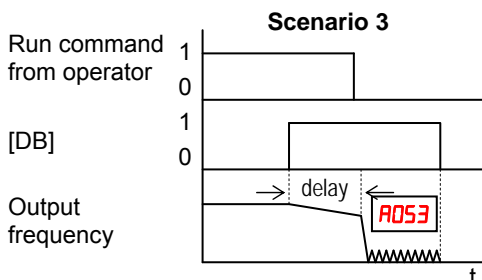 Scenario 3
Run command
from operator
1
0
[DB]
1
0
delay
A053
Output
frequency
t